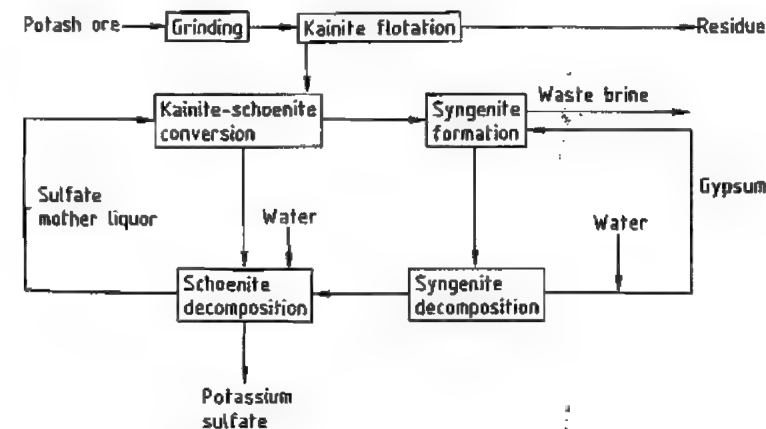 Potash ore
Grinding
Kainite flotation
Residue
Kainite-schoenite
conversion
Syngenite
formation
Waste brine
Sulfate
mother liquor
Water
Gypsum
Water
Schoenite
decomposition
Syngenite
decomposition
Potassium
sulfate